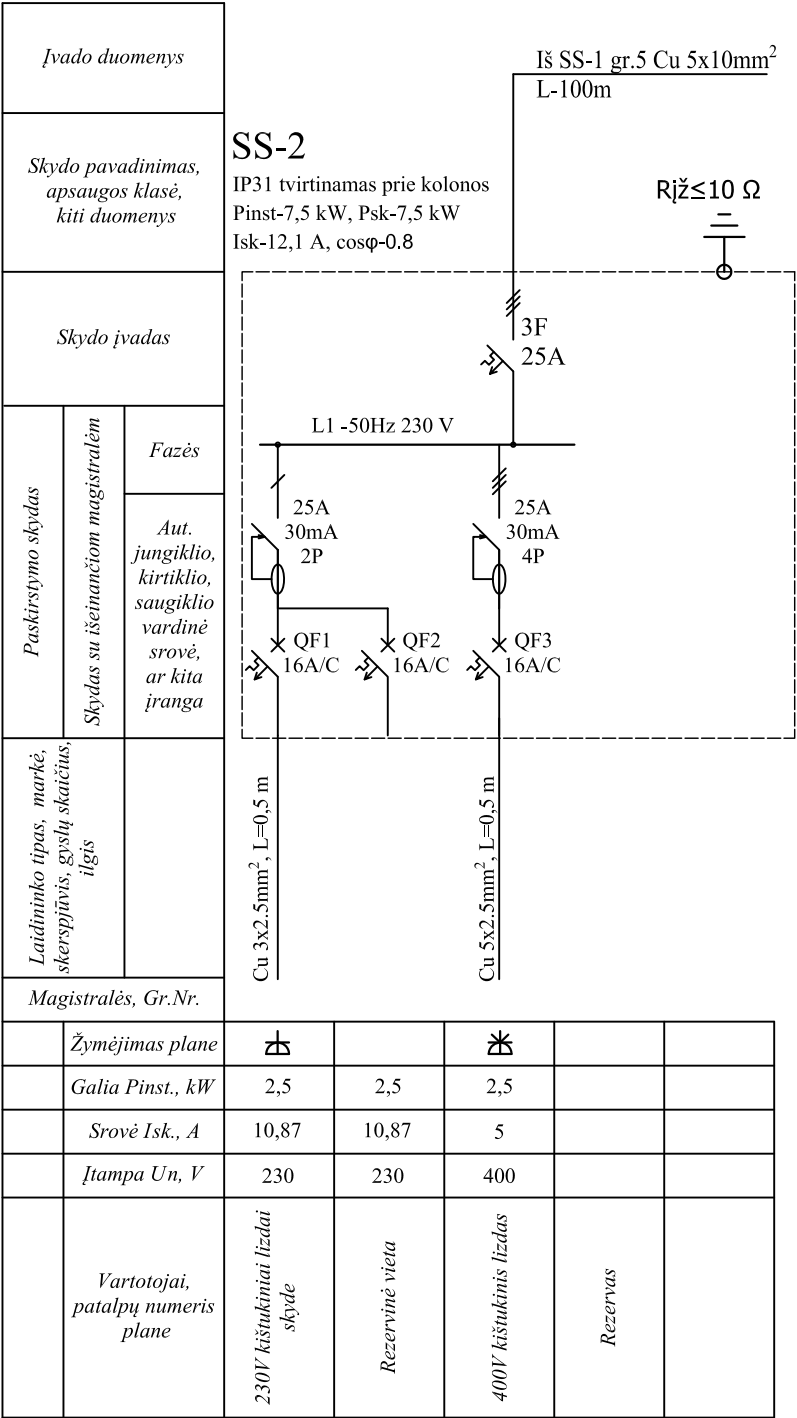 Įvado duomenys
Iš SS-1 gr.5 Cu 5x10mm²
L-100m
Skydo pavadinimas,
apsaugos klasė,
kiti duomenys
SS-2
IP31 tvirtinamas prie kolonos
Pinst-7,5 kW, Psk-7,5 kW
Isk-12,1 A, cosφ-0.8
Rįž≤10 Ω
Skydo įvadas
3F
25A
Paskirstymo skydas
Skydas su išeinančiom magistralėm
Fazės
L1 -50Hz 230 V
Aut.
jungiklio,
kirtiklio,
saugiklio
vardinė
srovė,
ar kita
įranga
25A
30mA
2P
25A
30mA
4P
QF1
16A/C
QF2
16A/C
QF3
16A/C
Laidininko tipas, markė,
skerspjūvis, gyslų skaičius,
ilgis
Cu 3x2.5mm², L=0,5 m
Cu 5x2.5mm², L=0,5 m
Magistralės, Gr.Nr.
Žymėjimas plane
Galia Pinst., kW 2,5 2,5 2,5
Srovė Isk., A 10,87 10,87 5
Įtampa Un, V 230 230 400
Vartotojai,
patalpų numeris
plane
230V kištukiniai lizdai
skyde
Rezervinė vieta
400V kištukinis lizdas
Rezervas